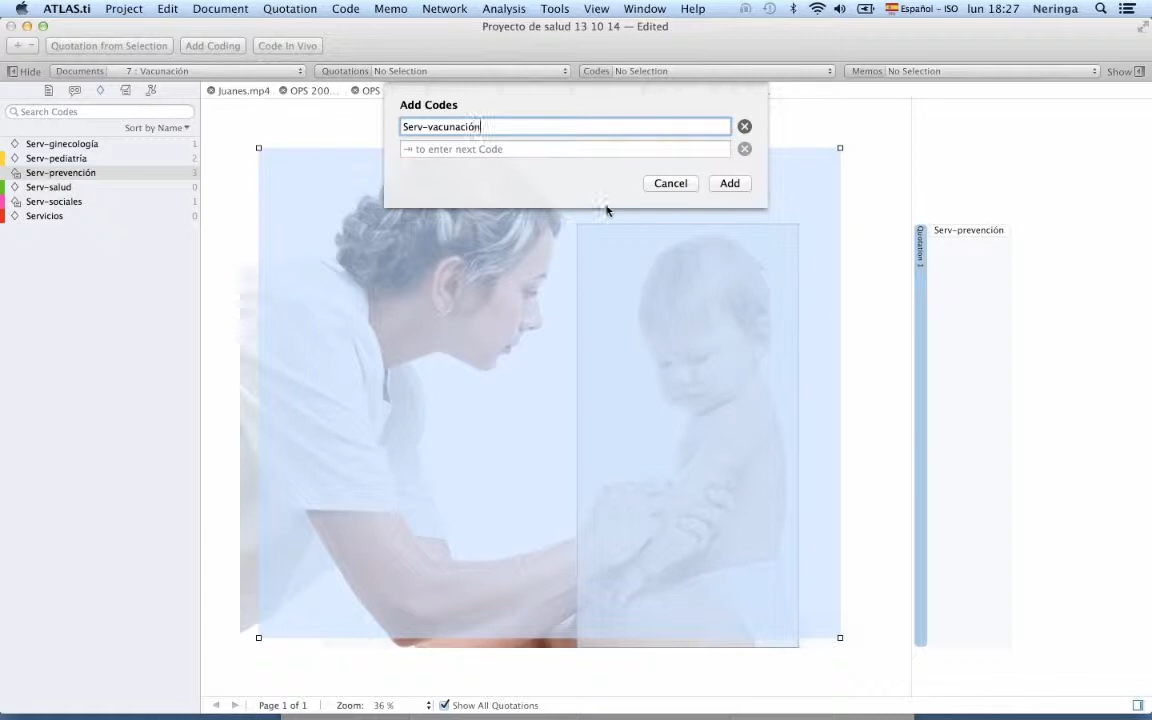 ATLAS.ti Project Edit Document Quotation Code Memo Network Analysis Tools View Window Help Español – ISO lun 18:27 Neringa
Proyecto de salud 13 10 14 — Edited
Quotation from Selection Add Coding Code In Vivo
Hide Documents 7 : Vacunación Quotations No Selection Codes No Selection Memos No Selection Show
Juanes.mp4 OPS 200... OPS
Search Codes
Sort by Name
Serv-ginecología 1
Serv-pediatría 2
Serv-prevención 3
Serv-salud 0
Serv-sociales 1
Servicios 0
Add Codes
Serv-vacunación
⇥ to enter next Code
Cancel Add
Quotation 1
Serv-prevención
Page 1 of 1 Zoom: 36 % Show All Quotations